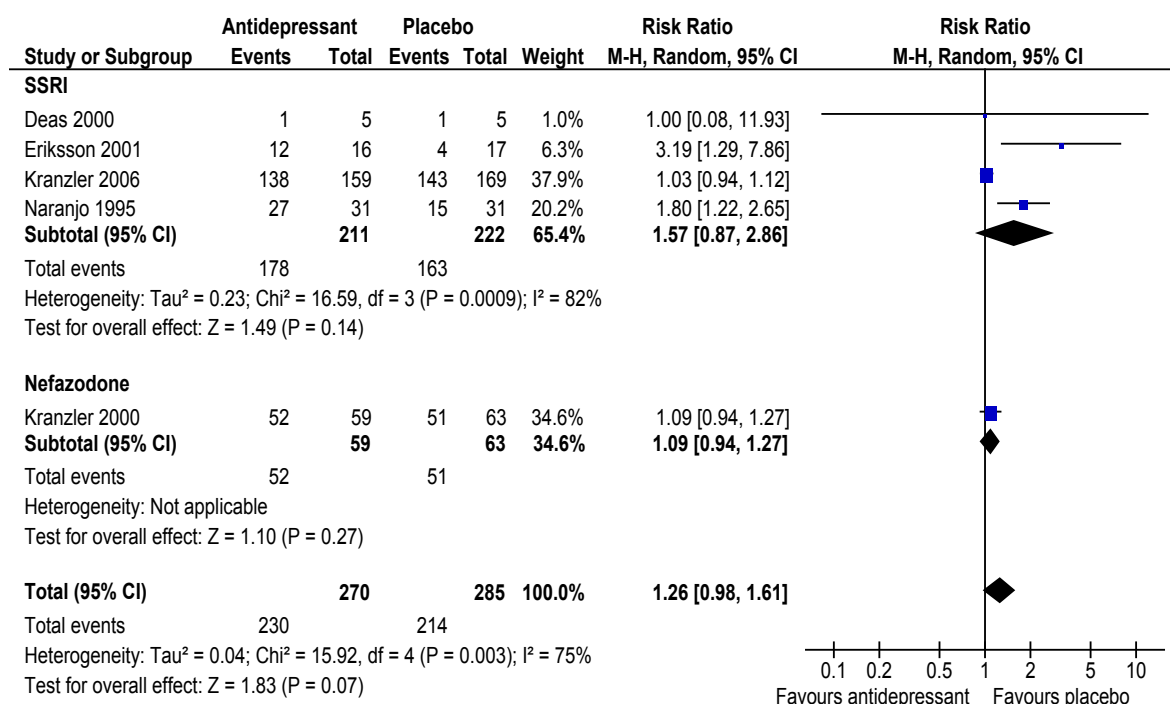 Antidepressant Placebo Risk Ratio Risk Ratio
Study or Subgroup Events Total Events Total Weight M-H, Random, 95% CI M-H, Random, 95% CI
SSRI
Deas 2000 1 5 1 5 1.0% 1.00 [0.08, 11.93]
Eriksson 2001 12 16 4 17 6.3% 3.19 [1.29, 7.86]
Kranzler 2006 138 159 143 169 37.9% 1.03 [0.94, 1.12]
Naranjo 1995 27 31 15 31 20.2% 1.80 [1.22, 2.65]
Subtotal (95% CI) 211 222 65.4% 1.57 [0.87, 2.86]
Total events 178 163
Heterogeneity: Tau² = 0.23; Chi² = 16.59, df = 3 (P = 0.0009); I² = 82%
Test for overall effect: Z = 1.49 (P = 0.14)
Nefazodone
Kranzler 2000 52 59 51 63 34.6% 1.09 [0.94, 1.27]
Subtotal (95% CI) 59 63 34.6% 1.09 [0.94, 1.27]
Total events 52 51
Heterogeneity: Not applicable
Test for overall effect: Z = 1.10 (P = 0.27)
Total (95% CI) 270 285 100.0% 1.26 [0.98, 1.61]
Total events 230 214
Heterogeneity: Tau² = 0.04; Chi² = 15.92, df = 4 (P = 0.003); I² = 75%
Test for overall effect: Z = 1.83 (P = 0.07)
0.1 0.2 0.5 1 2 5 10
Favours antidepressant Favours placebo